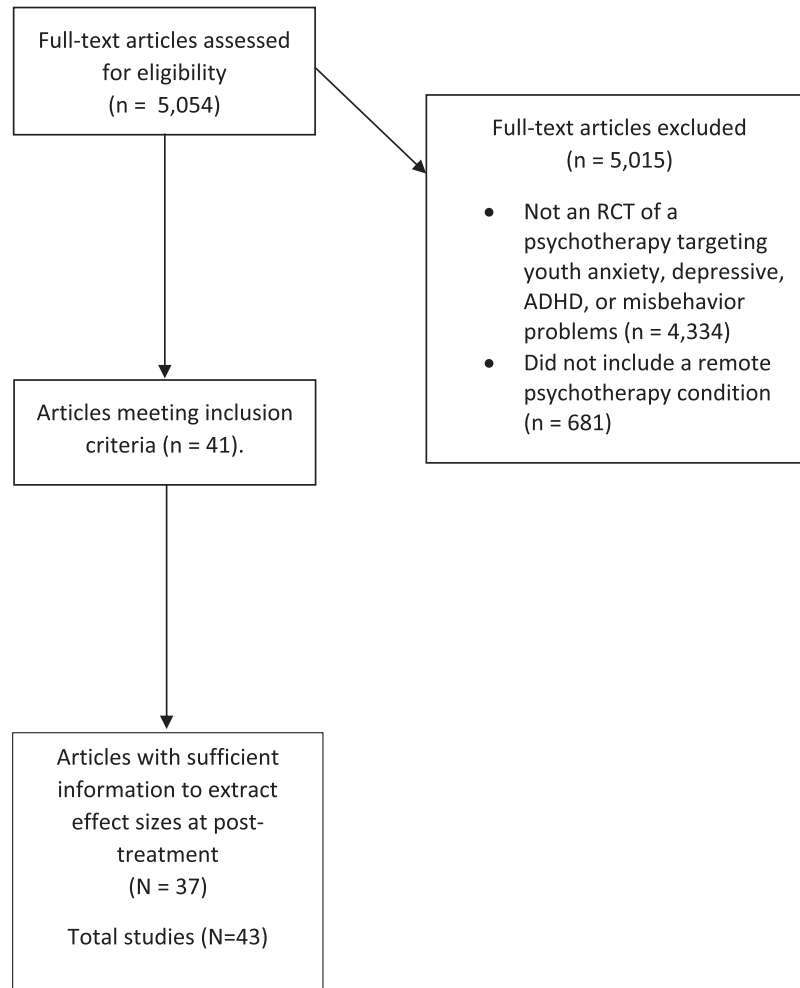 Full-text articles assessed
for eligibility
(n =  5,054)
Full-text articles excluded
(n = 5,015)
• Not an RCT of a
psychotherapy targeting
youth anxiety, depressive,
ADHD, or misbehavior
problems (n = 4,334)
• Did not include a remote
psychotherapy condition
(n = 681)
Articles meeting inclusion
criteria (n = 41).
Articles with sufficient
information to extract
effect sizes at post-
treatment
(N = 37)
Total studies (N=43)